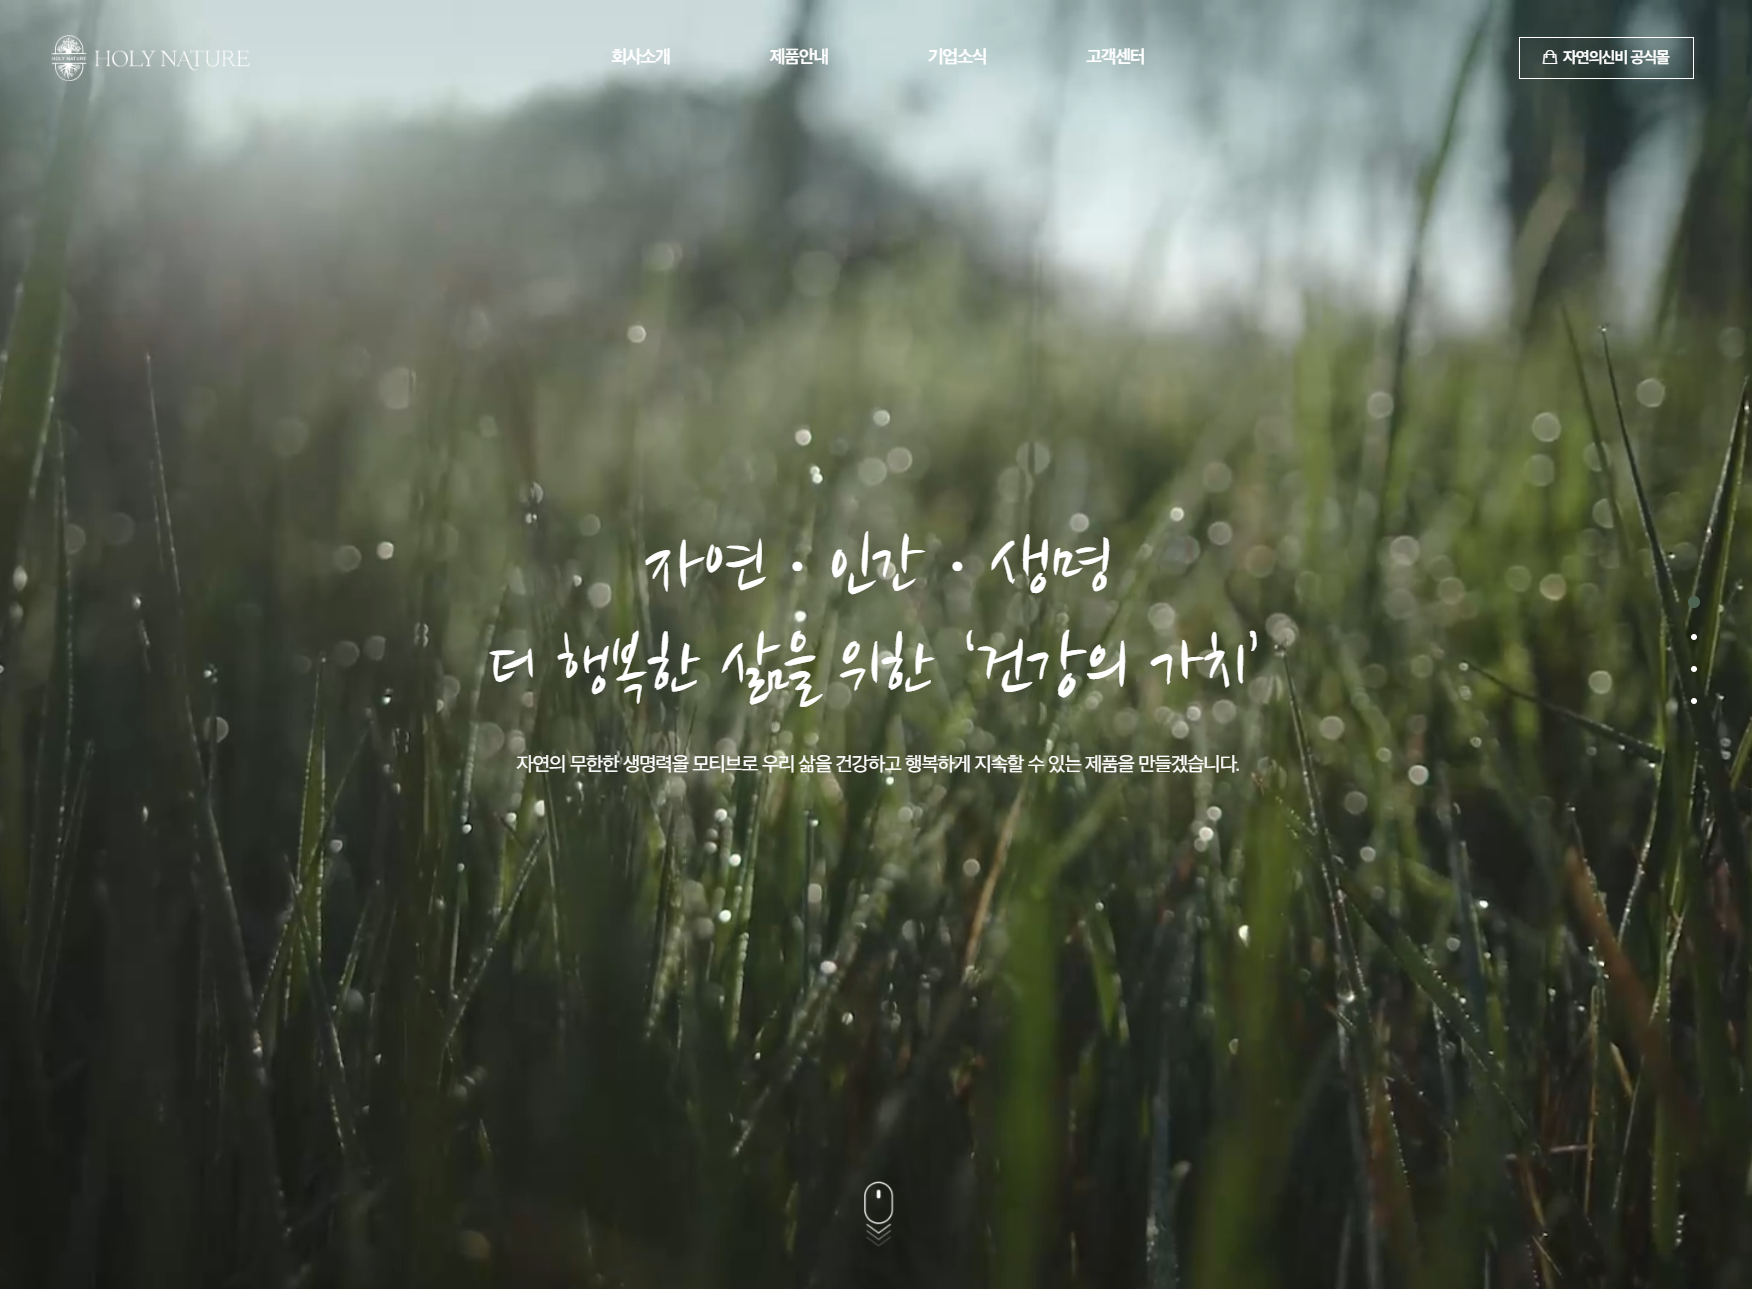 HOLY NATURE HOLY NATURE
회사소개 제품안내 기업소식 고객센터
자연의신비 공식몰
자연 · 인간 · 생명
더 행복한 삶을 위한 ‘건강의 가치’
자연의 무한한 생명력을 모티브로 우리 삶을 건강하고 행복하게 지속할 수 있는 제품을 만들겠습니다.